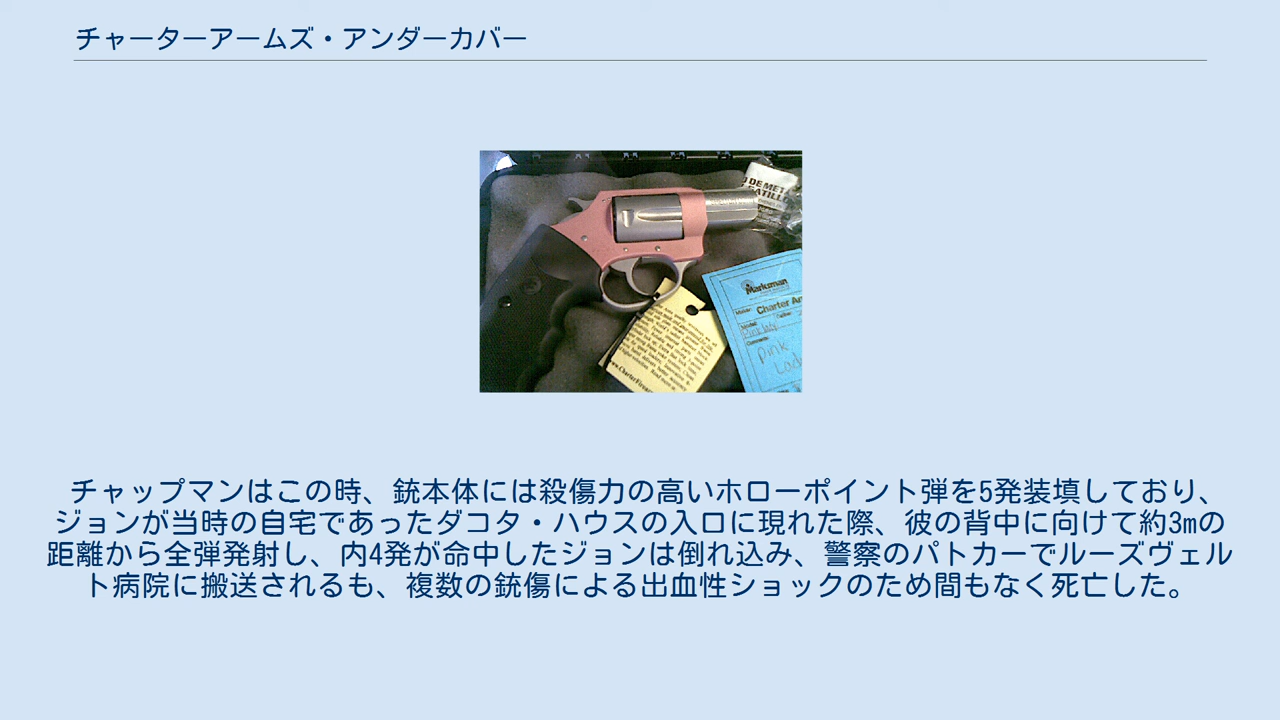 チャーターアームズ・アンダーカバー
DE MET
Marksman
Charter Ar
Pink Lady
Pink
Lad
www.CharterFirear
チャップマンはこの時、銃本体には殺傷力の高いホローポイント弾を5発装填しており、
ジョンが当時の自宅であったダコタ・ハウスの入口に現れた際、彼の背中に向けて約3mの
距離から全弾発射し、内4発が命中したジョンは倒れ込み、警察のパトカーでルーズヴェル
ト病院に搬送されるも、複数の銃傷による出血性ショックのため間もなく死亡した。